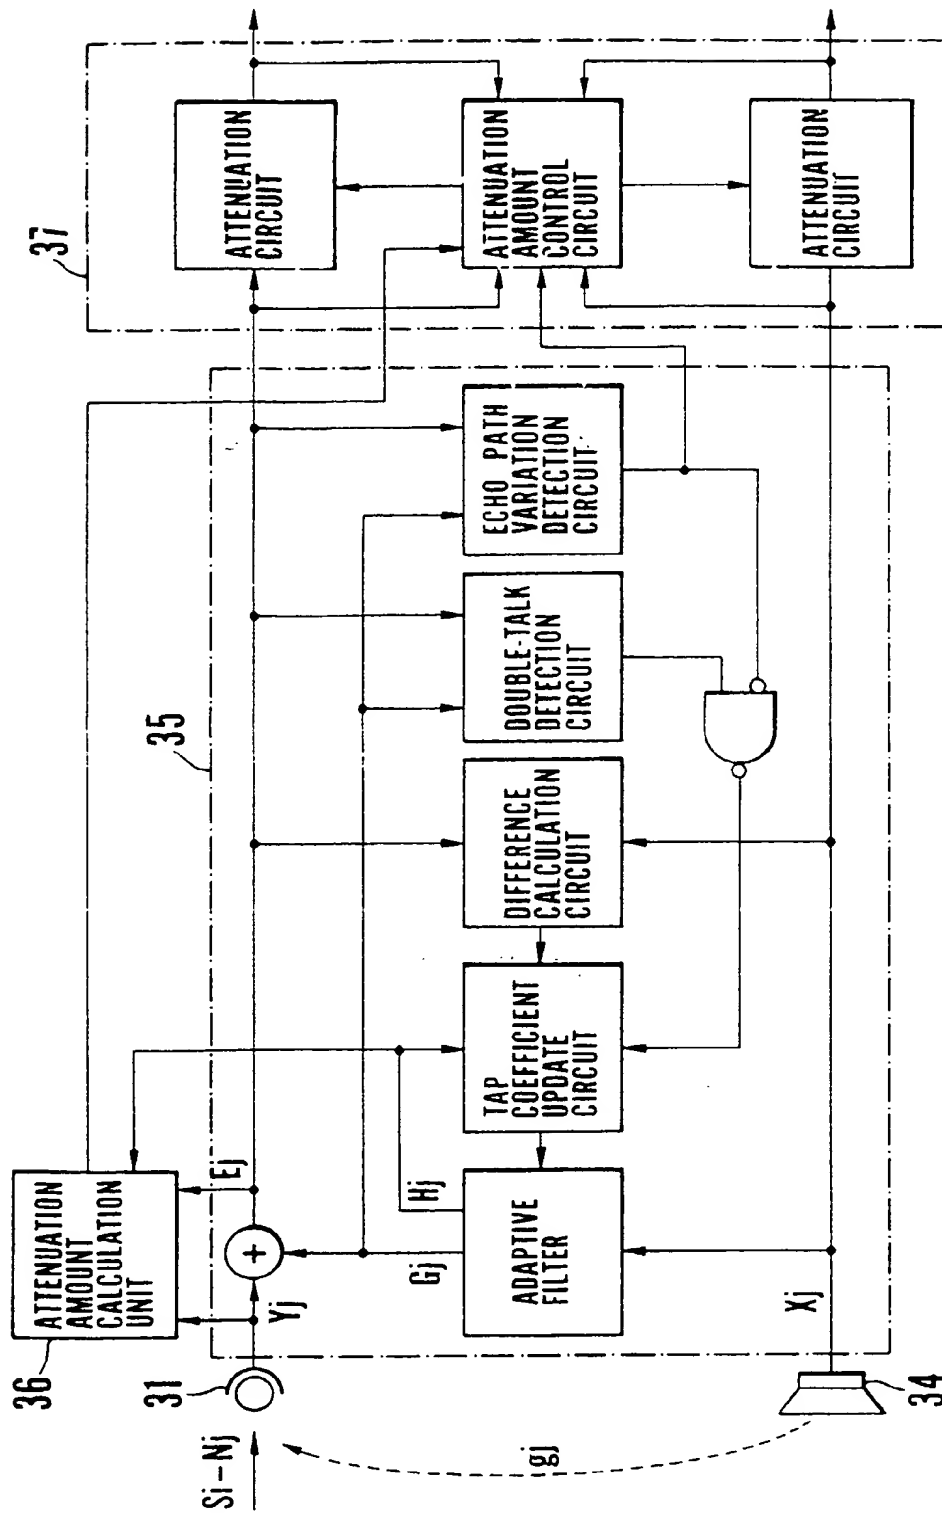 37
ATTENUATION
CIRCUIT
ATTENUATION
AMOUNT
CONTROL
CIRCUIT
ATTENUATION
CIRCUIT
35
ECHO PATH
VARIATION
DETECTION
CIRCUIT
DOUBLE-TALK
DETECTION
CIRCUIT
DIFFERENCE
CALCULATION
CIRCUIT
TAP
COEFFICIENT
UPDATE
CIRCUIT
ADAPTIVE
FILTER
36
ATTENUATION
AMOUNT
CALCULATION
UNIT
Ej
+
Yj
Hj
Gj
Xj
31
34
Si-Nj
gj